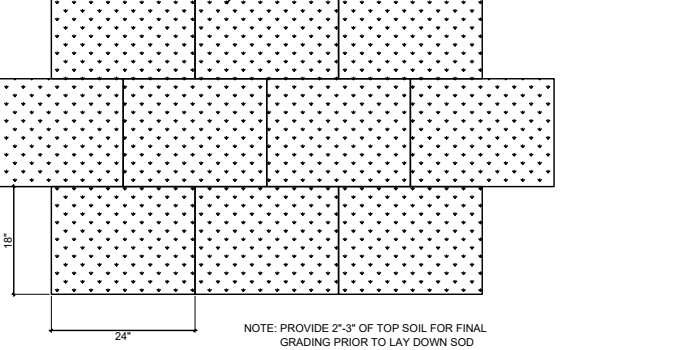 18"
24"
NOTE: PROVIDE 2"-3" OF TOP SOIL FOR FINAL
GRADING PRIOR TO LAY DOWN SOD